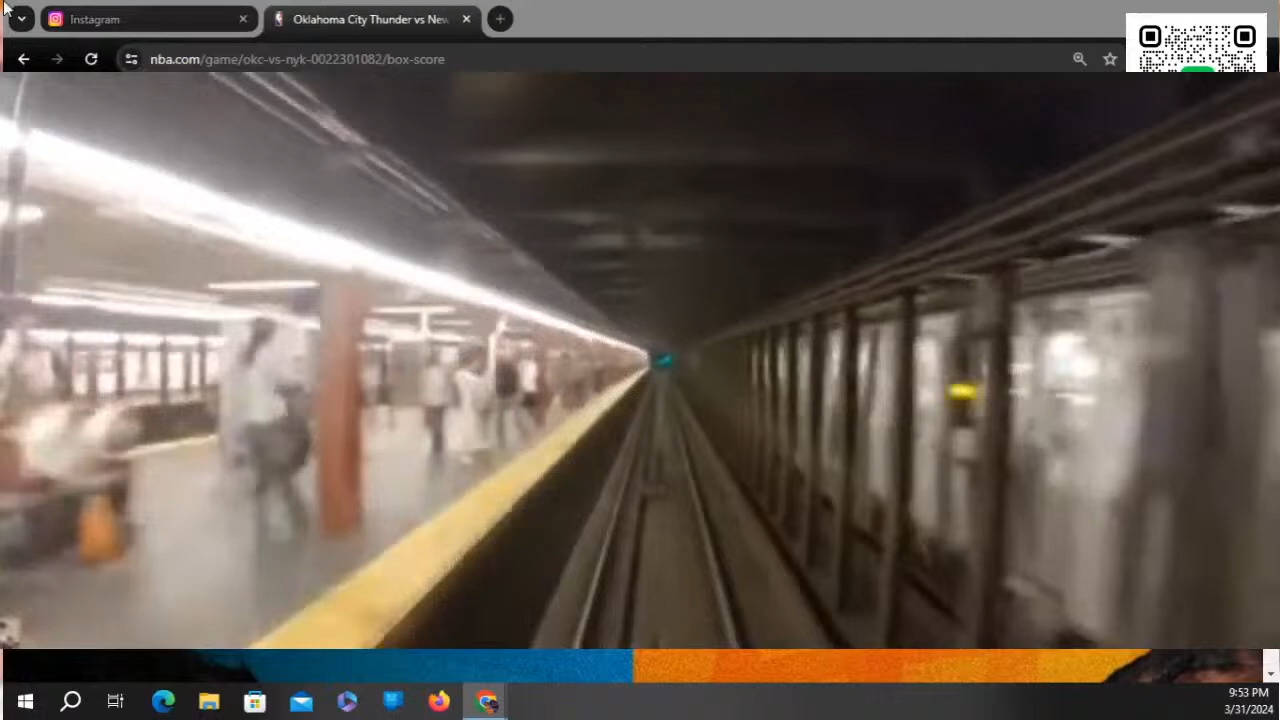 Instagram
Oklahoma City Thunder vs New
nba.com/game/okc-vs-nyk-0022301082/box-score
9:53 PM
3/31/2024